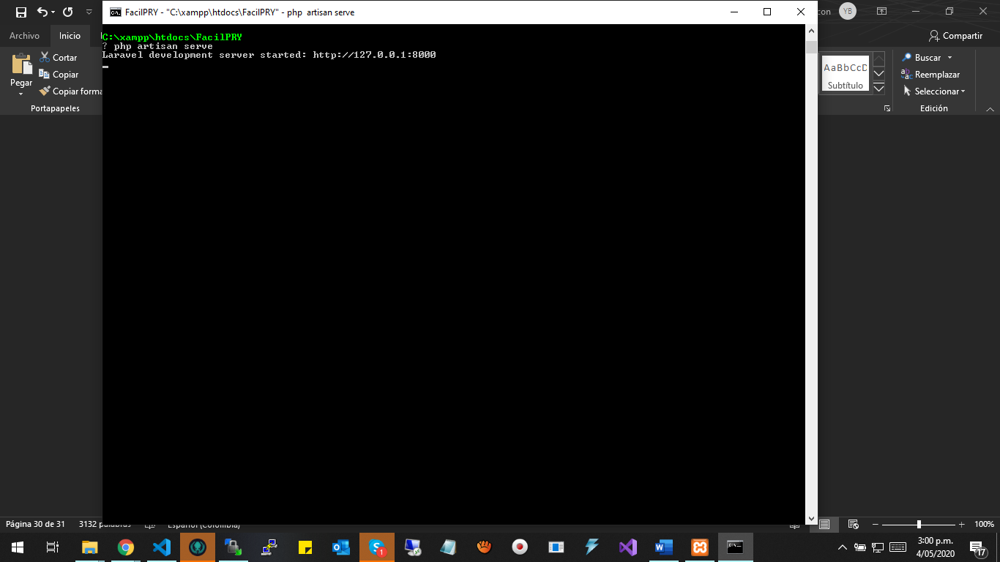 FacilPRY - "C:\xampp\htdocs\FacilPRY" - php artisan serve
con
YB
Archivo
Inicio
Compartir
C:\xampp\htdocs\FacilPRY
? php artisan serve
Laravel development server started: http://127.0.0.1:8000
Pegar
Cortar
Copiar
Copiar forma
Portapapeles
AaBbCcD
Subtítulo
Buscar
Reemplazar
Seleccionar
Edición
Página 30 de 31
3132 palabras
Español (Colombia)
100%
1
3:00 p.m.
4/05/2020
17